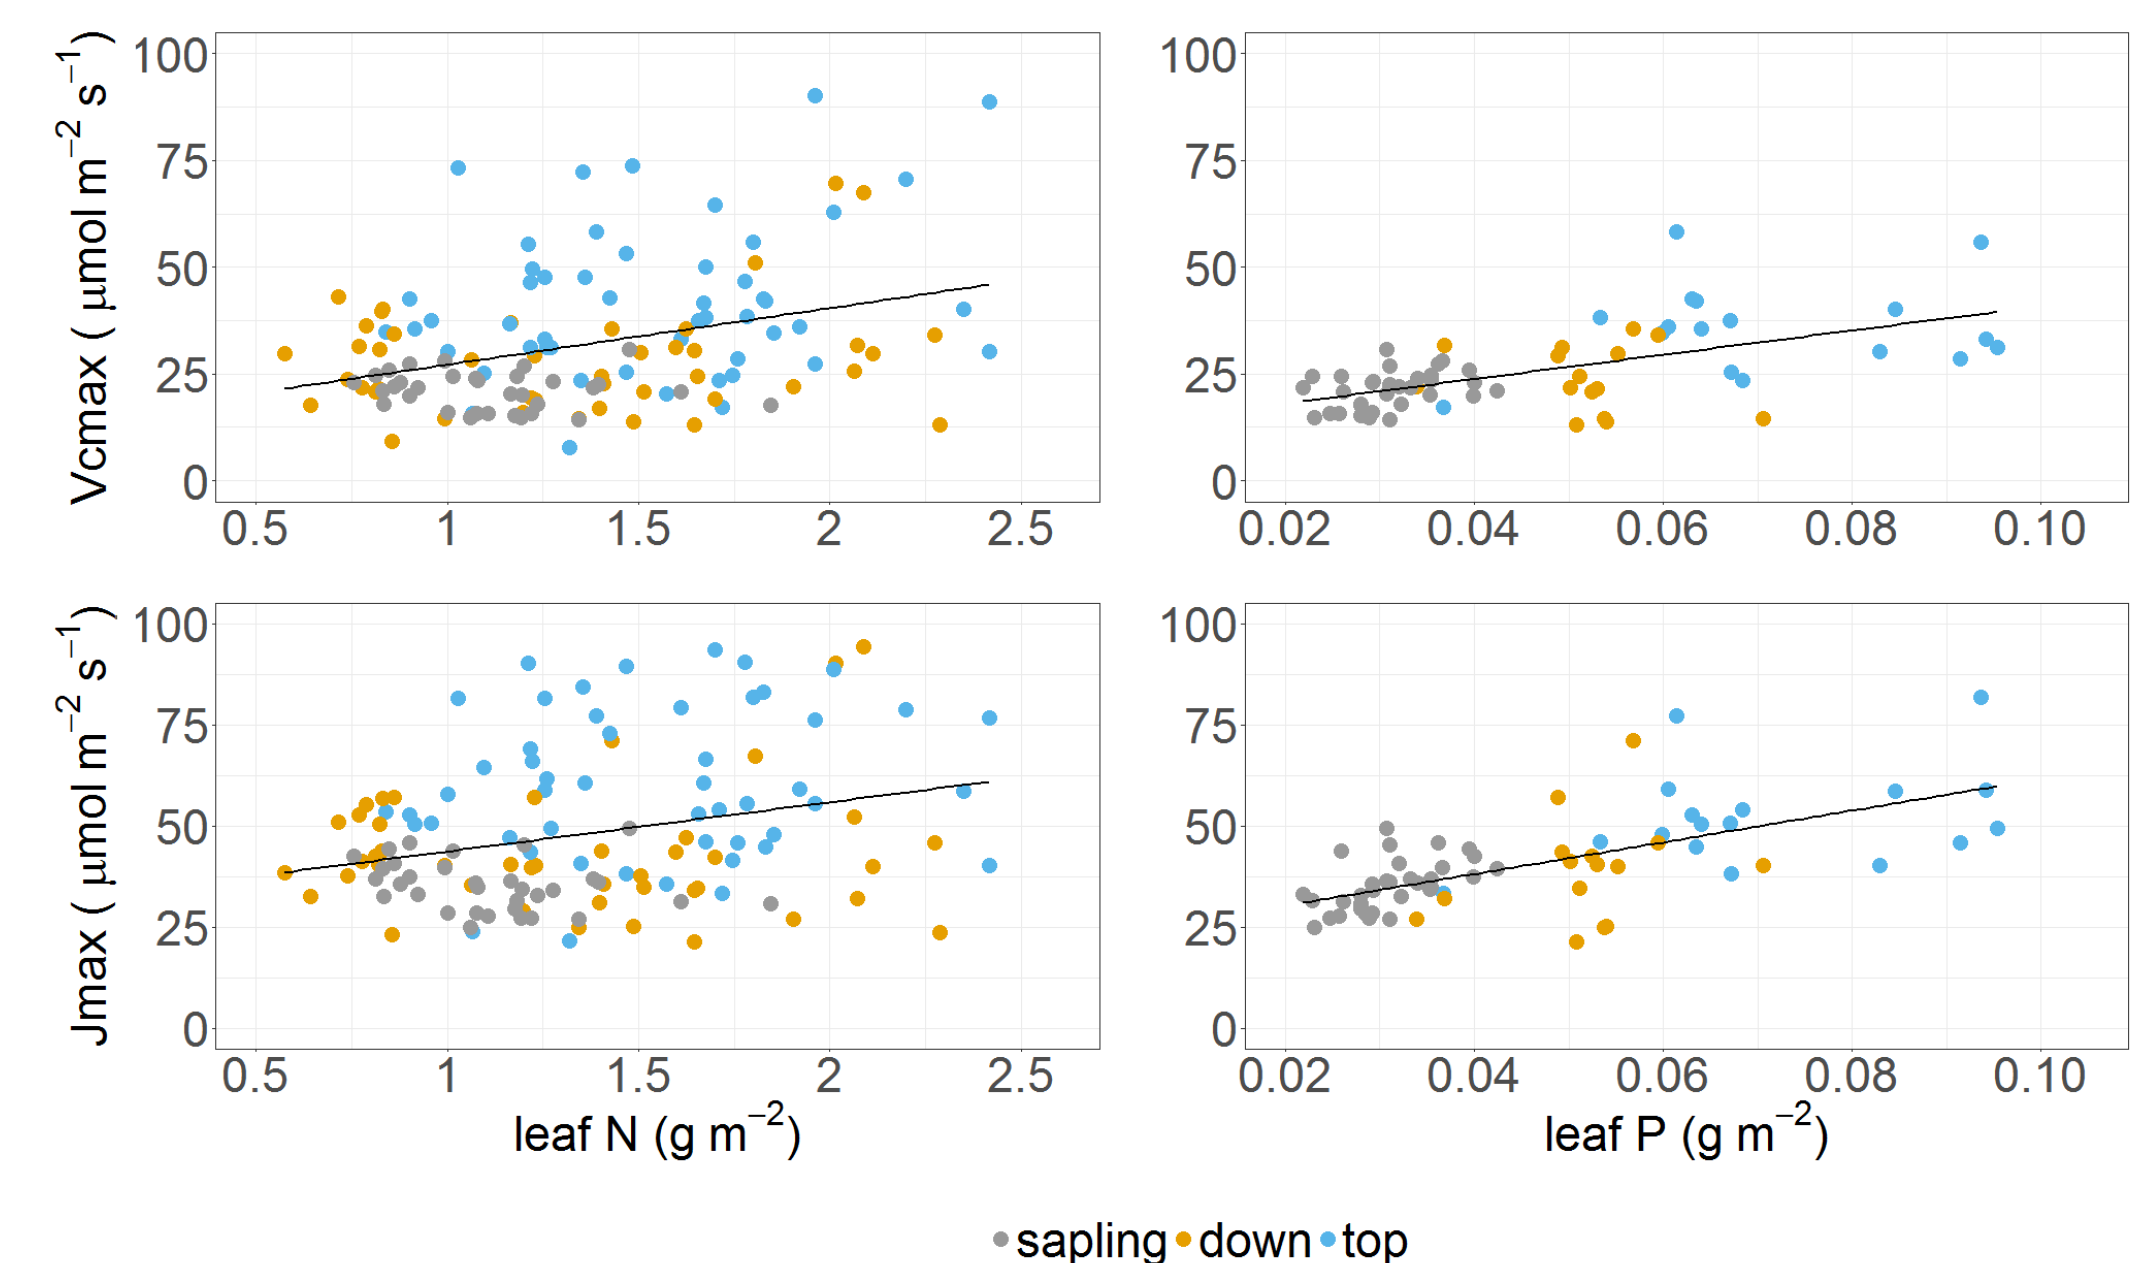 Vcmax ( μmol m−2 s−1)
100
75
50
25
0
0.5 1 1.5 2 2.5
100
75
50
25
0
0.02 0.04 0.06 0.08 0.10
Jmax ( μmol m−2 s−1)
100
75
50
25
0
0.5 1 1.5 2 2.5
leaf N (g m−2)
100
75
50
25
0
0.02 0.04 0.06 0.08 0.10
leaf P (g m−2)
sapling down top